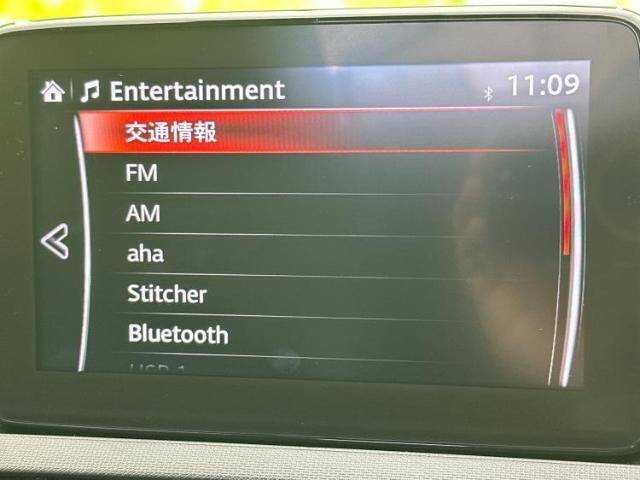 Entertainment 11:09
交通情報
FM
AM
aha
Stitcher
Bluetooth